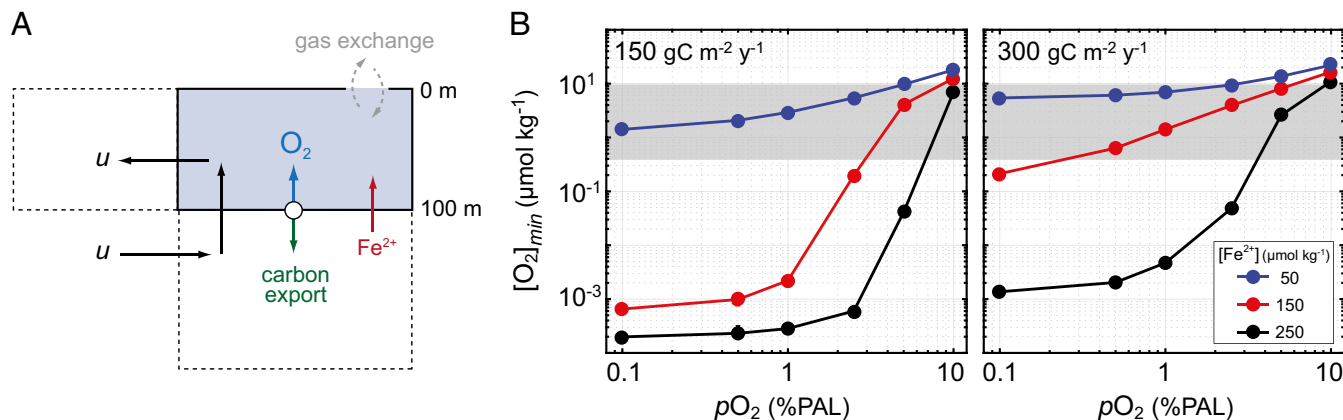 A
gas exchange
0 m
O2
u
100 m
u
Fe2+
carbon
export
B
[O2]min (μmol kg-1)
10^1
10^-1
10^-3
150 gC m-2 y-1
0.1
1
10
pO2 (%PAL)
300 gC m-2 y-1
[Fe2+] (μmol kg-1)
50
150
250
0.1
1
10
pO2 (%PAL)